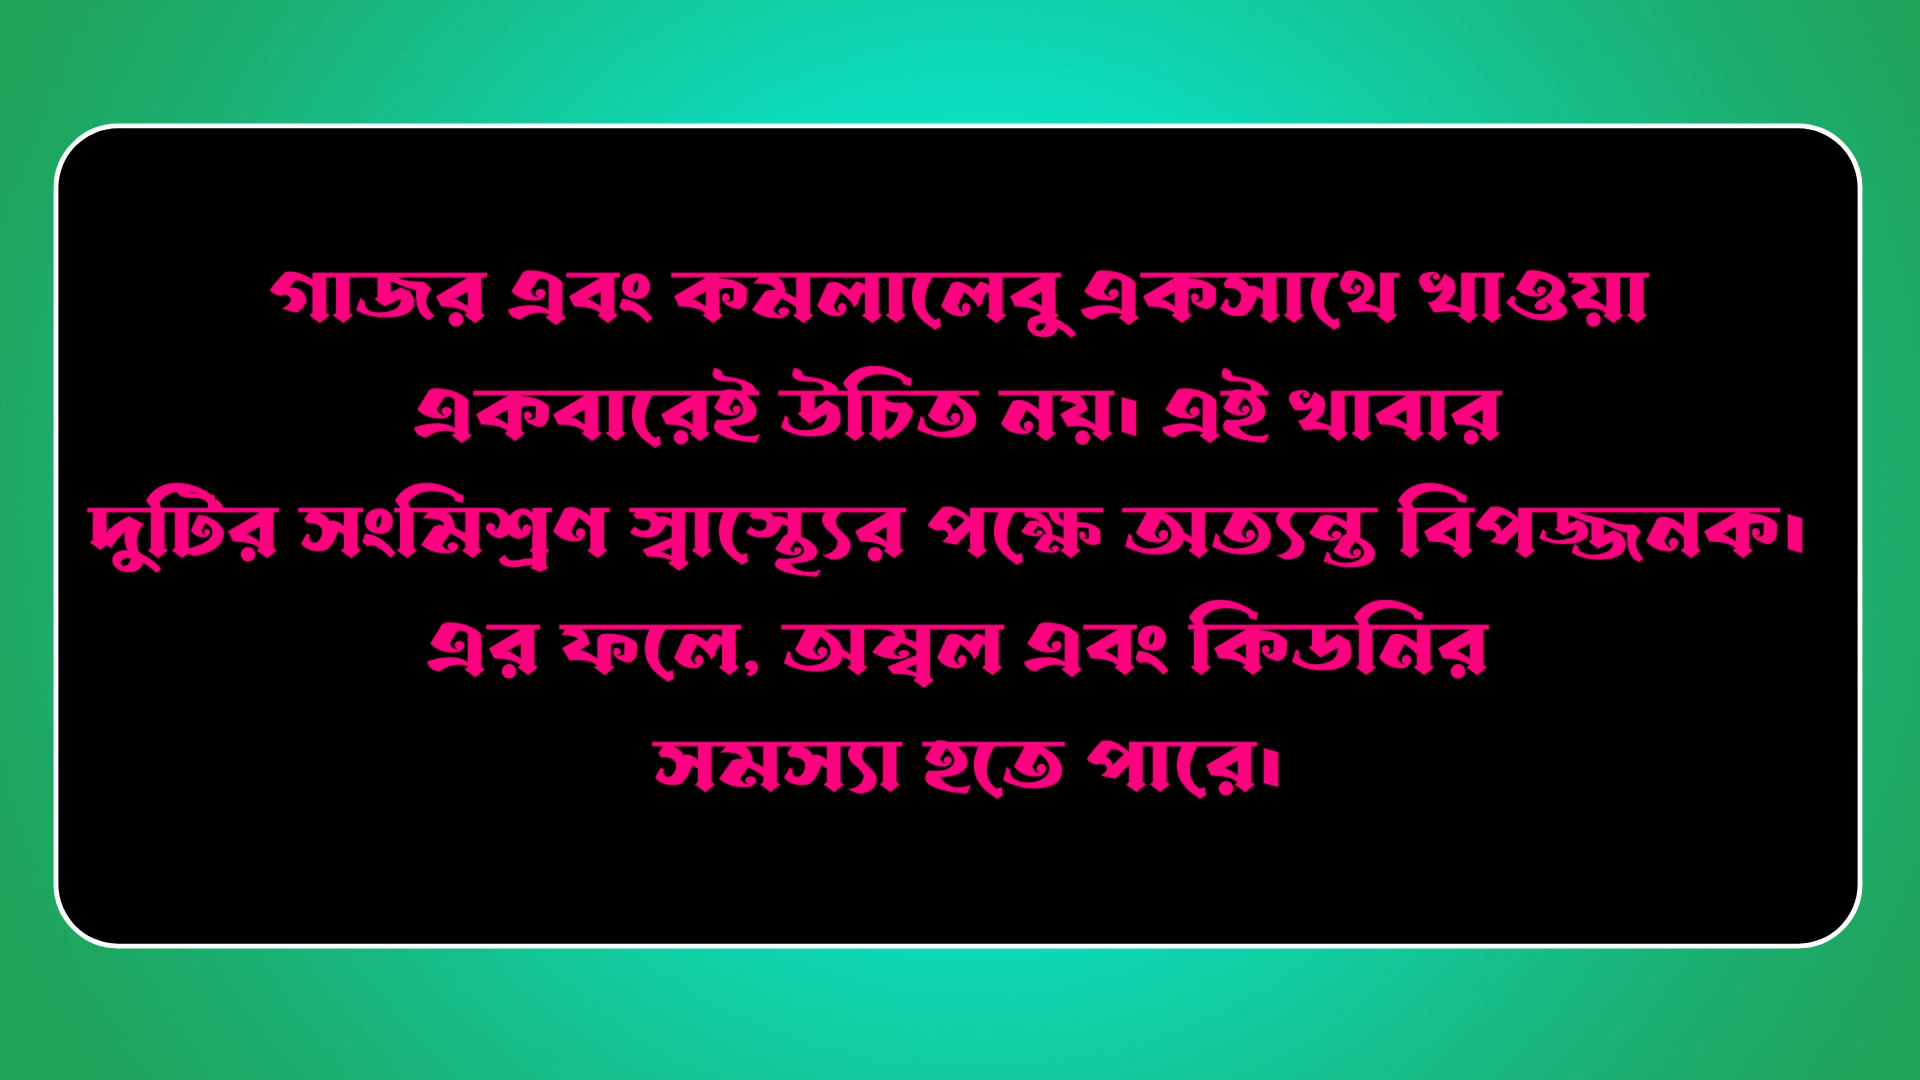 গাজর এবং কমলালেবু একসাথে খাওয়া
একবারেই উচিত নয়। এই খাবার
দুটির সংমিশ্রণ স্বাস্থ্যের পক্ষে অত্যন্ত বিপজ্জনক।
এর ফলে, অম্বল এবং কিডনির
সমস্যা হতে পারে।